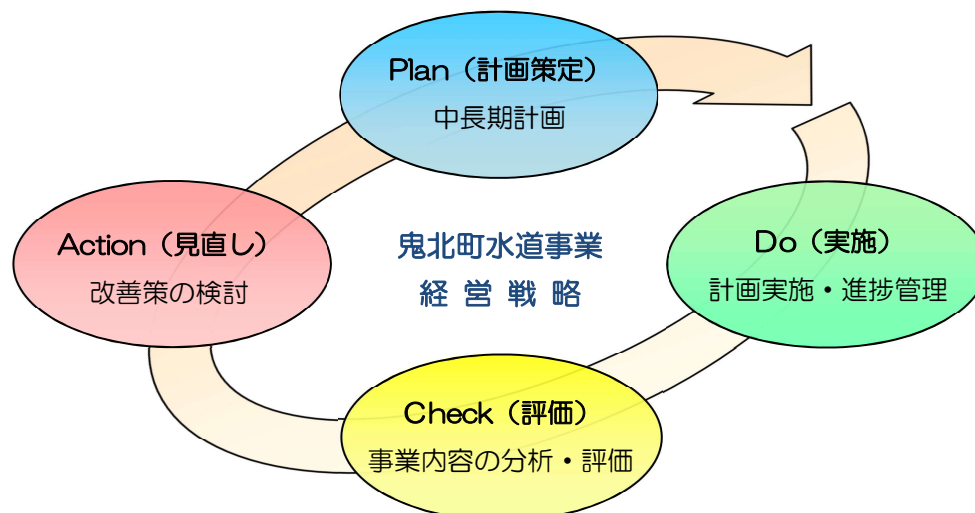 Plan（計画策定）
中長期計画
Action（見直し）
改善策の検討
鬼北町水道事業
経 営 戦 略
Do（実施）
計画実施・進捗管理
Check（評価）
事業内容の分析・評価